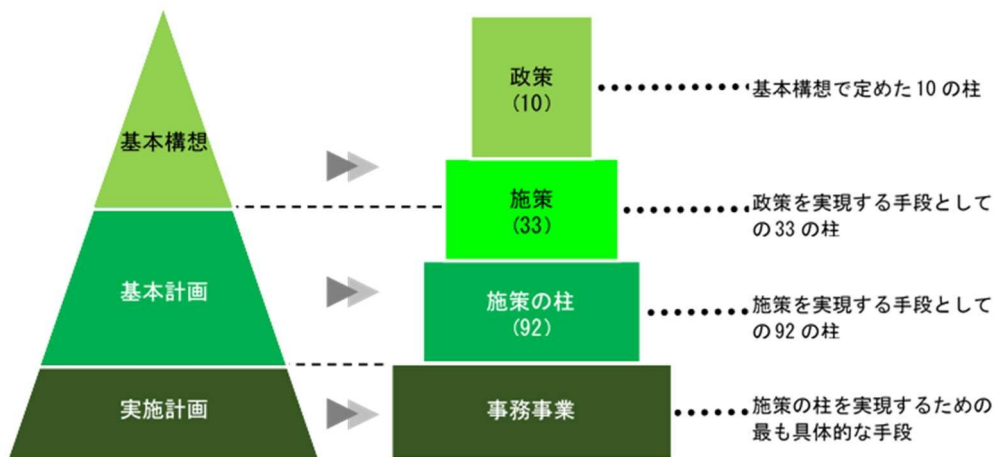 基本構想
基本計画
実施計画
政策
(10)
施策
(33)
施策の柱
(92)
事務事業
基本構想で定めた10の柱
政策を実現する手段として
の33の柱
施策を実現する手段として
の92の柱
施策の柱を実現するための
最も具体的な手段